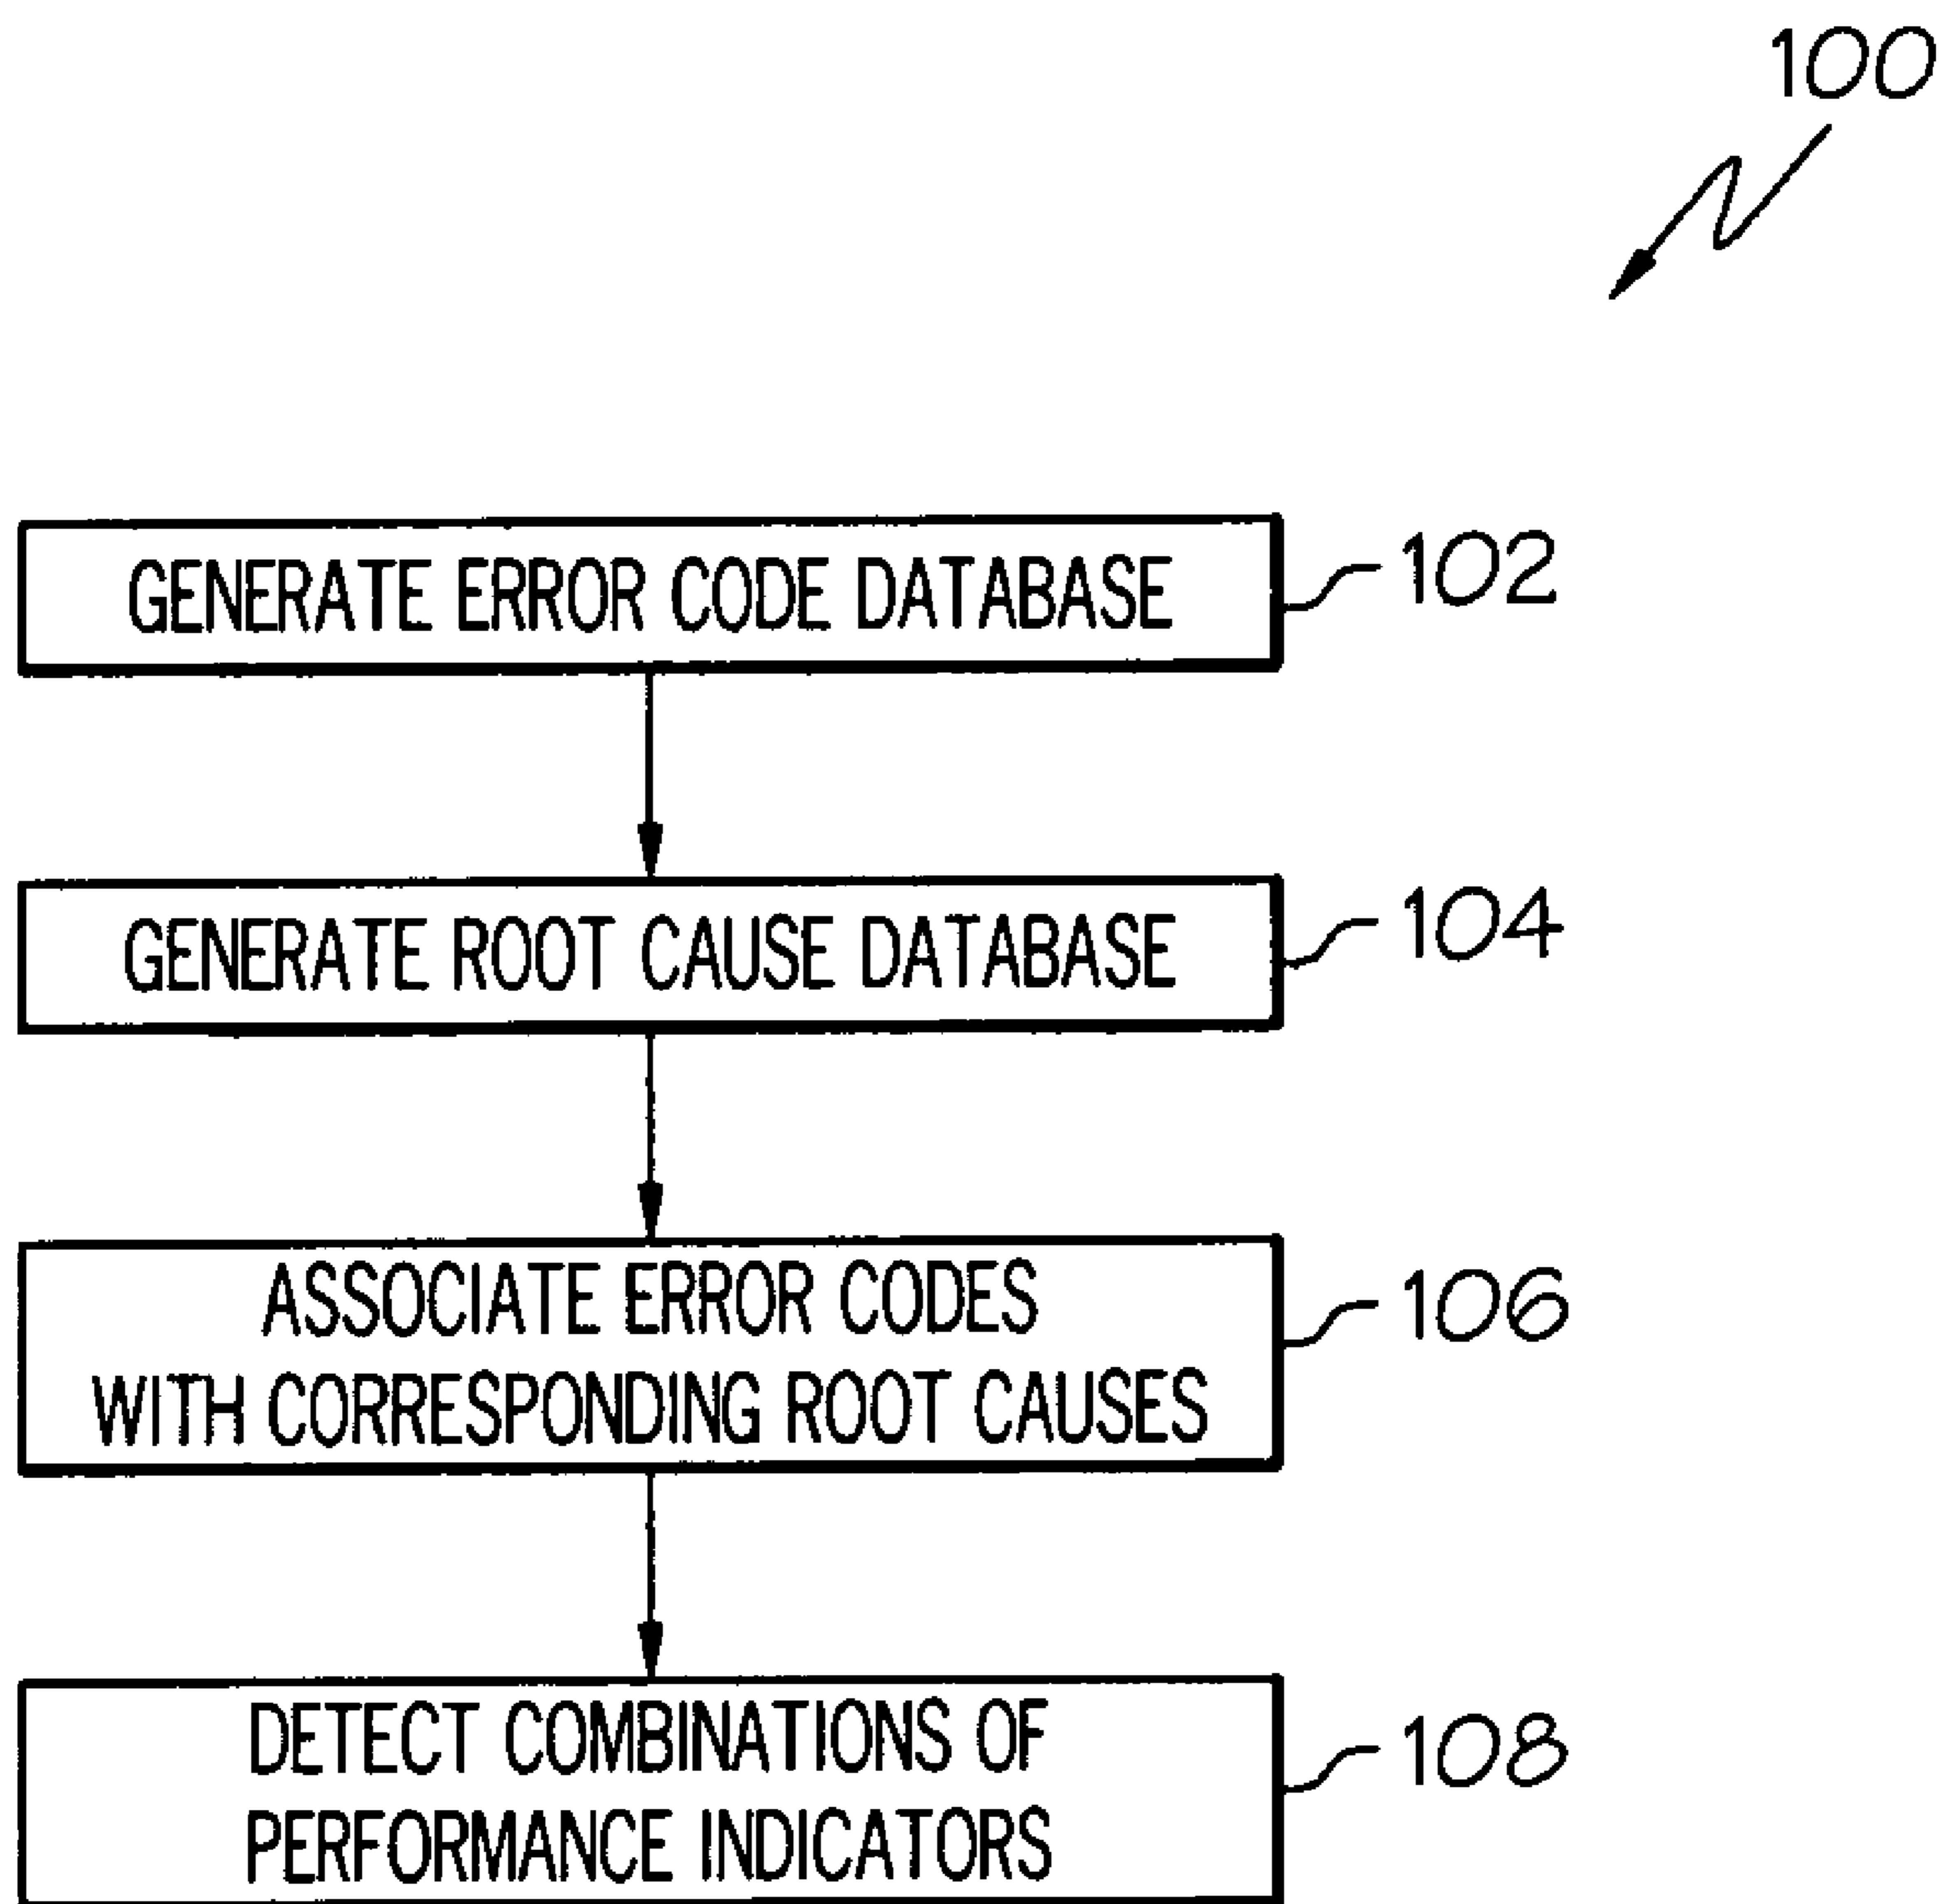 100
GENERATE ERROR CODE DATABASE
102
GENERATE ROOT CAUSE DATABASE
104
ASSOCIATE ERROR CODES
WITH CORRESPONDING ROOT CAUSES
106
DETECT COMBINATIONS OF
PERFORMANCE INDICATORS
108